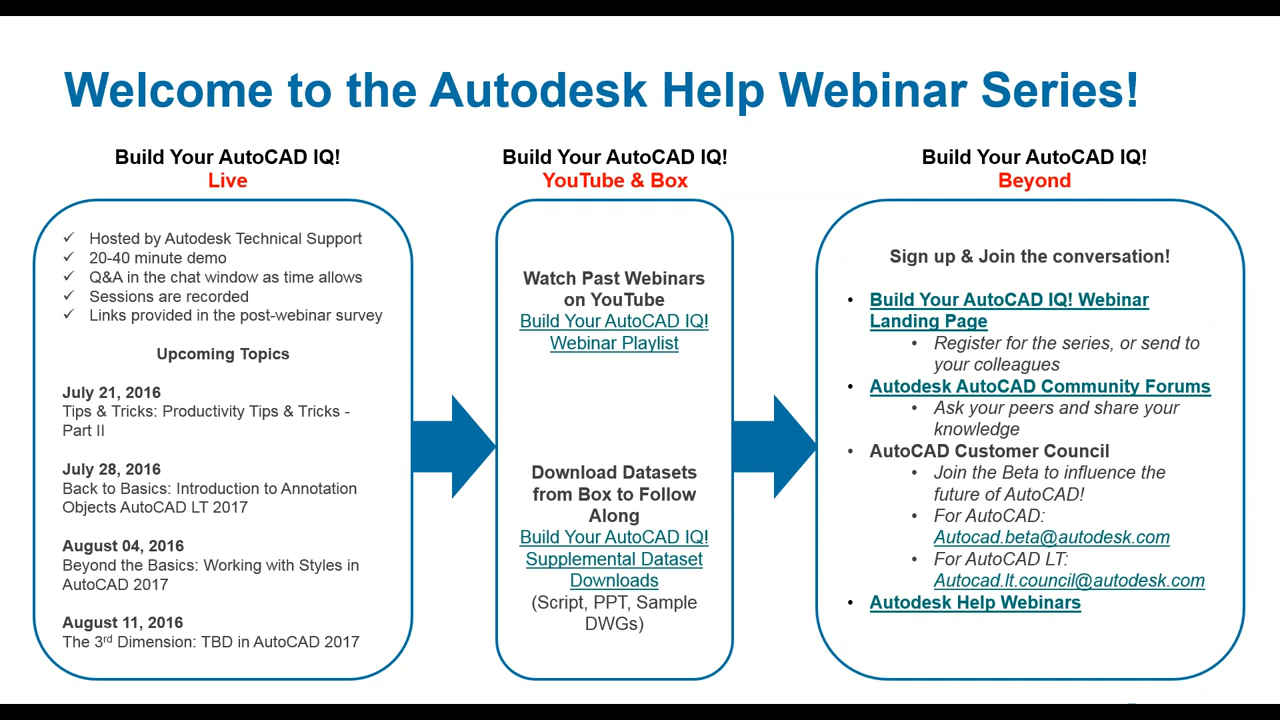 Welcome to the Autodesk Help Webinar Series!
Build Your AutoCAD IQ!
Live
✓ Hosted by Autodesk Technical Support
✓ 20-40 minute demo
✓ Q&A in the chat window as time allows
✓ Sessions are recorded
✓ Links provided in the post-webinar survey
Upcoming Topics
July 21, 2016
Tips & Tricks: Productivity Tips & Tricks -
Part II
July 28, 2016
Back to Basics: Introduction to Annotation
Objects AutoCAD LT 2017
August 04, 2016
Beyond the Basics: Working with Styles in
AutoCAD 2017
August 11, 2016
The 3rd Dimension: TBD in AutoCAD 2017
Build Your AutoCAD IQ!
YouTube & Box
Watch Past Webinars
on YouTube
Build Your AutoCAD IQ!
Webinar Playlist
Download Datasets
from Box to Follow
Along
Build Your AutoCAD IQ!
Supplemental Dataset
Downloads
(Script, PPT, Sample
DWGs)
Build Your AutoCAD IQ!
Beyond
Sign up & Join the conversation!
• Build Your AutoCAD IQ! Webinar
Landing Page
• Register for the series, or send to
your colleagues
• Autodesk AutoCAD Community Forums
• Ask your peers and share your
knowledge
• AutoCAD Customer Council
• Join the Beta to influence the
future of AutoCAD!
• For AutoCAD:
Autocad.beta@autodesk.com
• For AutoCAD LT:
Autocad.lt.council@autodesk.com
• Autodesk Help Webinars